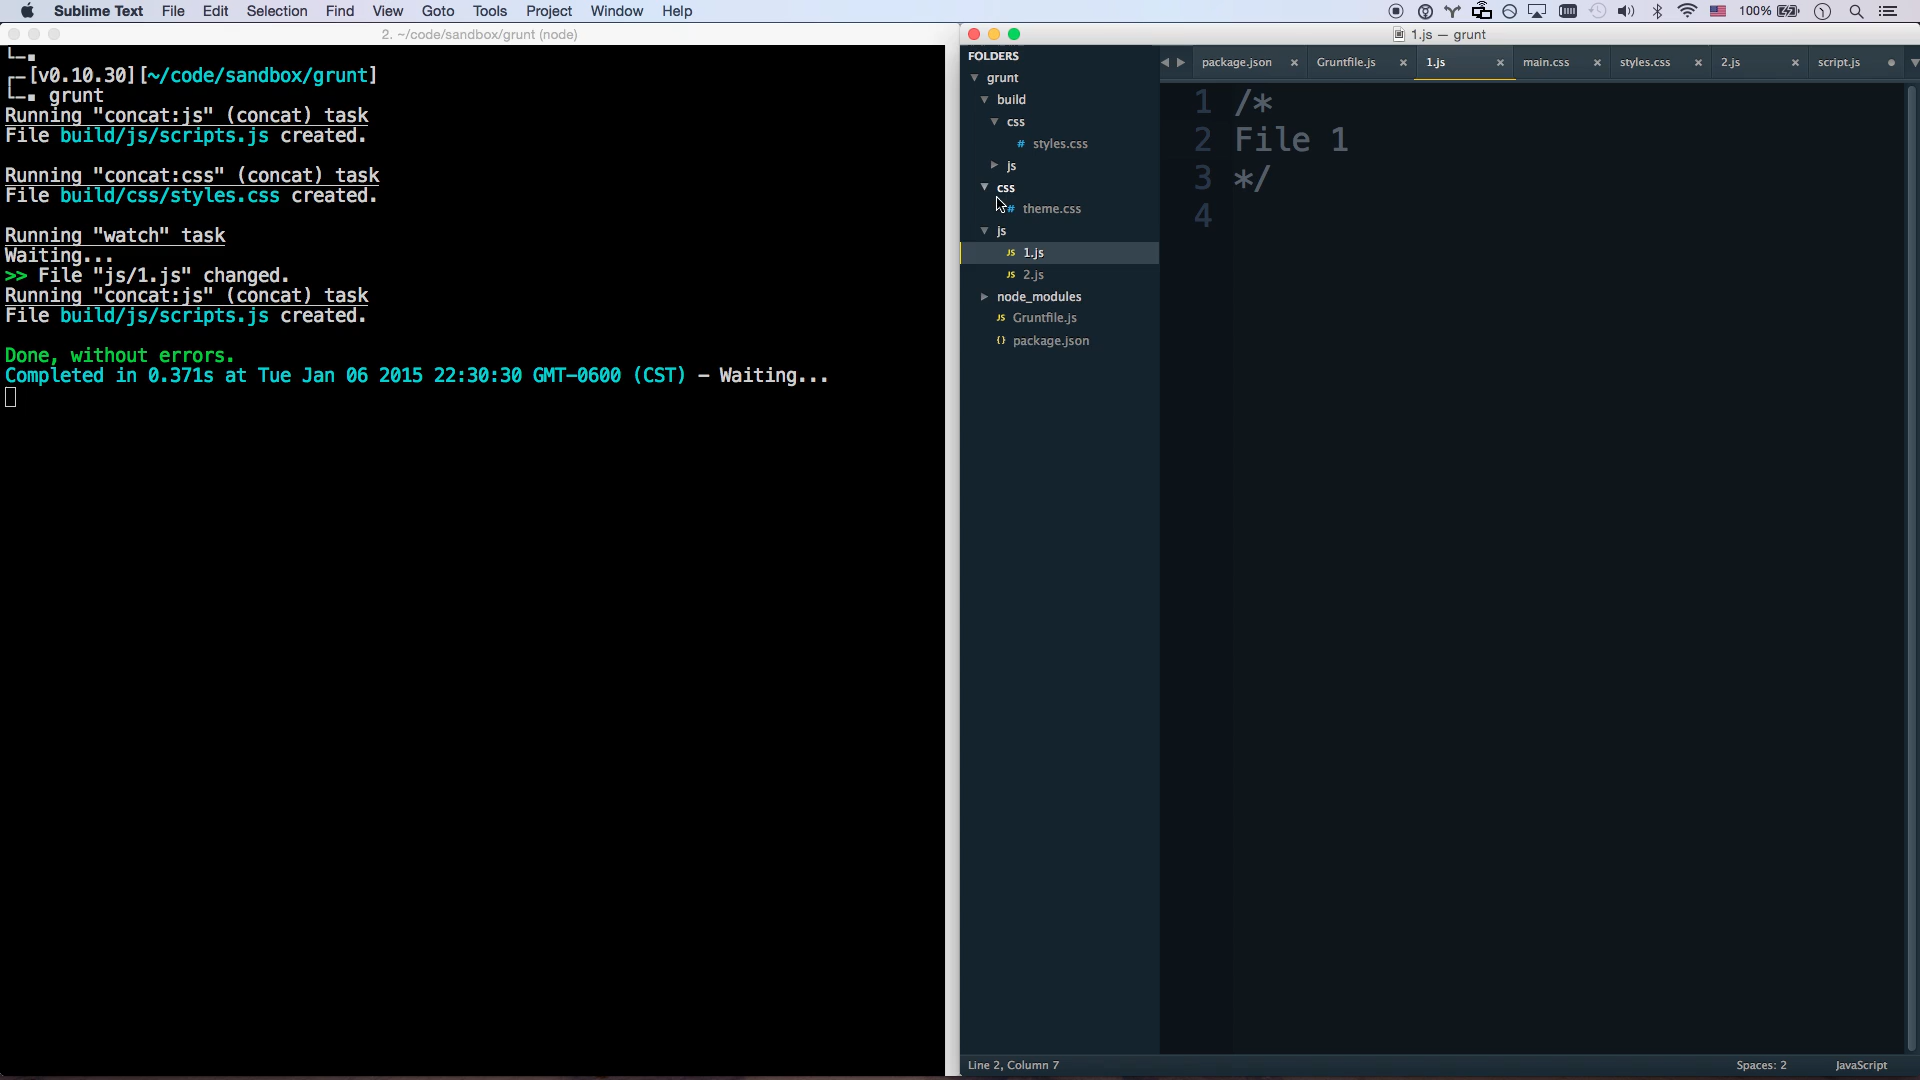 Sublime Text File Edit Selection Find View Goto Tools Project Window Help 100%
2. ~/code/sandbox/grunt (node)
[v0.10.30][~/code/sandbox/grunt]
grunt
Running "concat:js" (concat) task
File build/js/scripts.js created.
Running "concat:css" (concat) task
File build/css/styles.css created.
Running "watch" task
Waiting...
>> File "js/1.js" changed.
Running "concat:js" (concat) task
File build/js/scripts.js created.
Done, without errors.
Completed in 0.371s at Tue Jan 06 2015 22:30:30 GMT-0600 (CST) - Waiting...
1.js — grunt
FOLDERS
grunt
build
css
# styles.css
js
css
# theme.css
js
JS 1.js
JS 2.js
node_modules
JS Gruntfile.js
{} package.json
package.json × Gruntfile.js × 1.js × main.css × styles.css × 2.js × script.js
1 /*
2 File 1
3 */
4
Line 2, Column 7 Spaces: 2 JavaScript